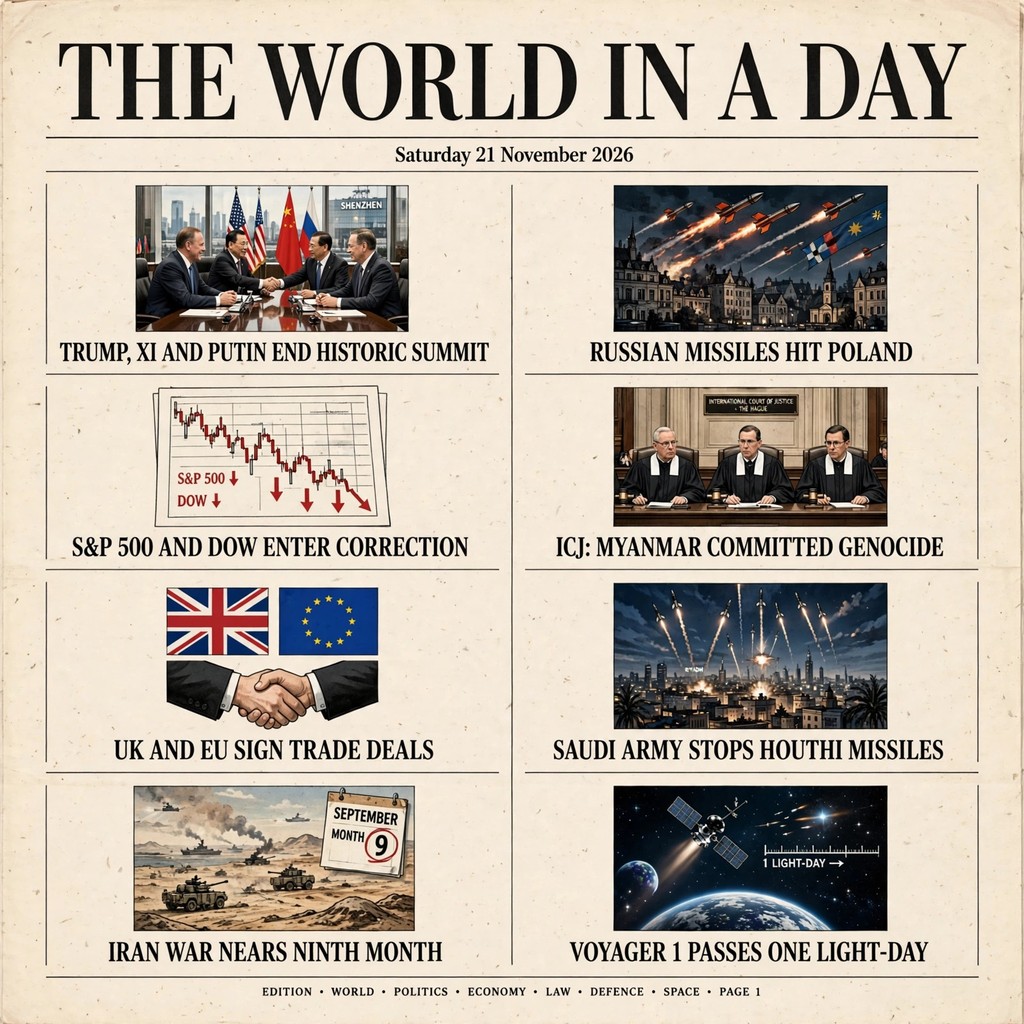 THE WORLD IN A DAY
Saturday 21 November 2026
SHENZHEN
TRUMP, XI AND PUTIN END HISTORIC SUMMIT
RUSSIAN MISSILES HIT POLAND
S&P 500 ↓
DOW ↓
S&P 500 AND DOW ENTER CORRECTION
INTERNATIONAL COURT OF JUSTICE
- THE HAGUE
ICJ: MYANMAR COMMITTED GENOCIDE
UK AND EU SIGN TRADE DEALS
SAUDI ARMY STOPS HOUTHI MISSILES
SEPTEMBER
MONTH 9
IRAN WAR NEARS NINTH MONTH
1 LIGHT-DAY →
VOYAGER 1 PASSES ONE LIGHT-DAY
EDITION • WORLD • POLITICS • ECONOMY • LAW • DEFENCE • SPACE • PAGE 1